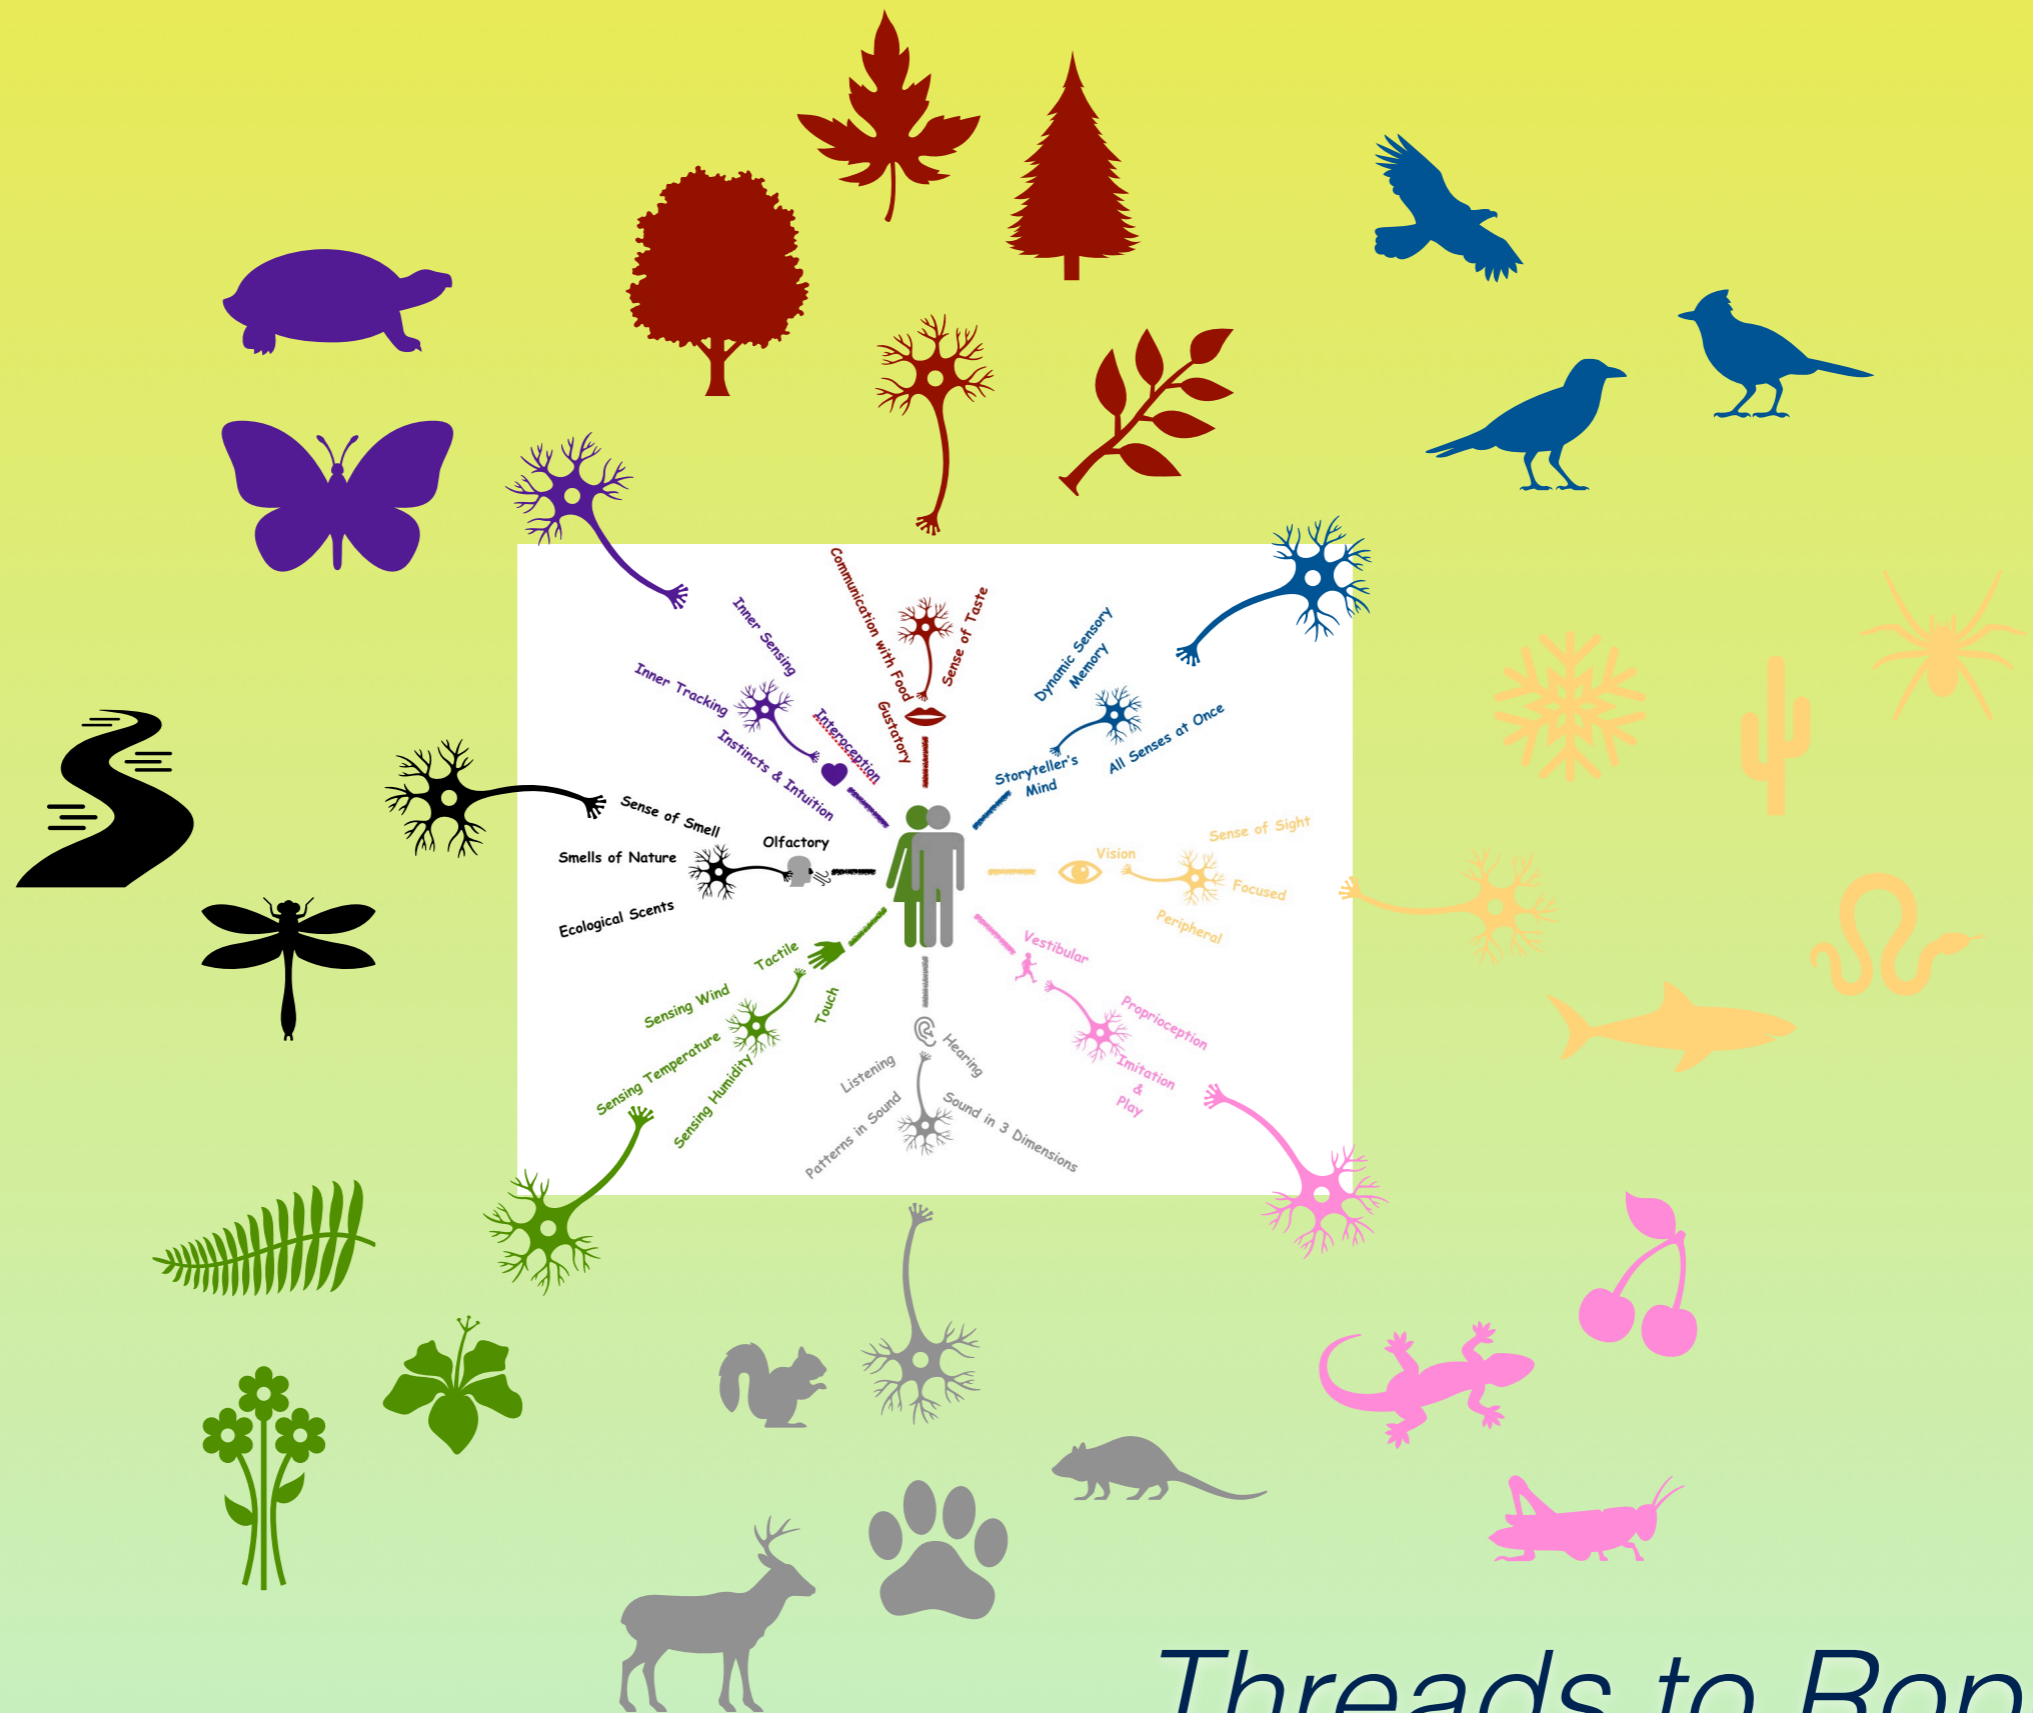 Communication with Food
Sense of Taste
Gustatory
Inner Sensing
Inner Tracking
Interoception
Instincts & Intuition
Dynamic Sensory
Memory
All Senses at Once
Storyteller's
Mind
Sense of Smell
Olfactory
Smells of Nature
Ecological Scents
Sense of Sight
Vision
Focused
Peripheral
Tactile
Touch
Sensing Wind
Sensing Temperature
Sensing Humidity
Vestibular
Proprioception
Imitation
&
Play
Hearing
Listening
Patterns in Sound
Sound in 3 Dimensions
Threads to Rop